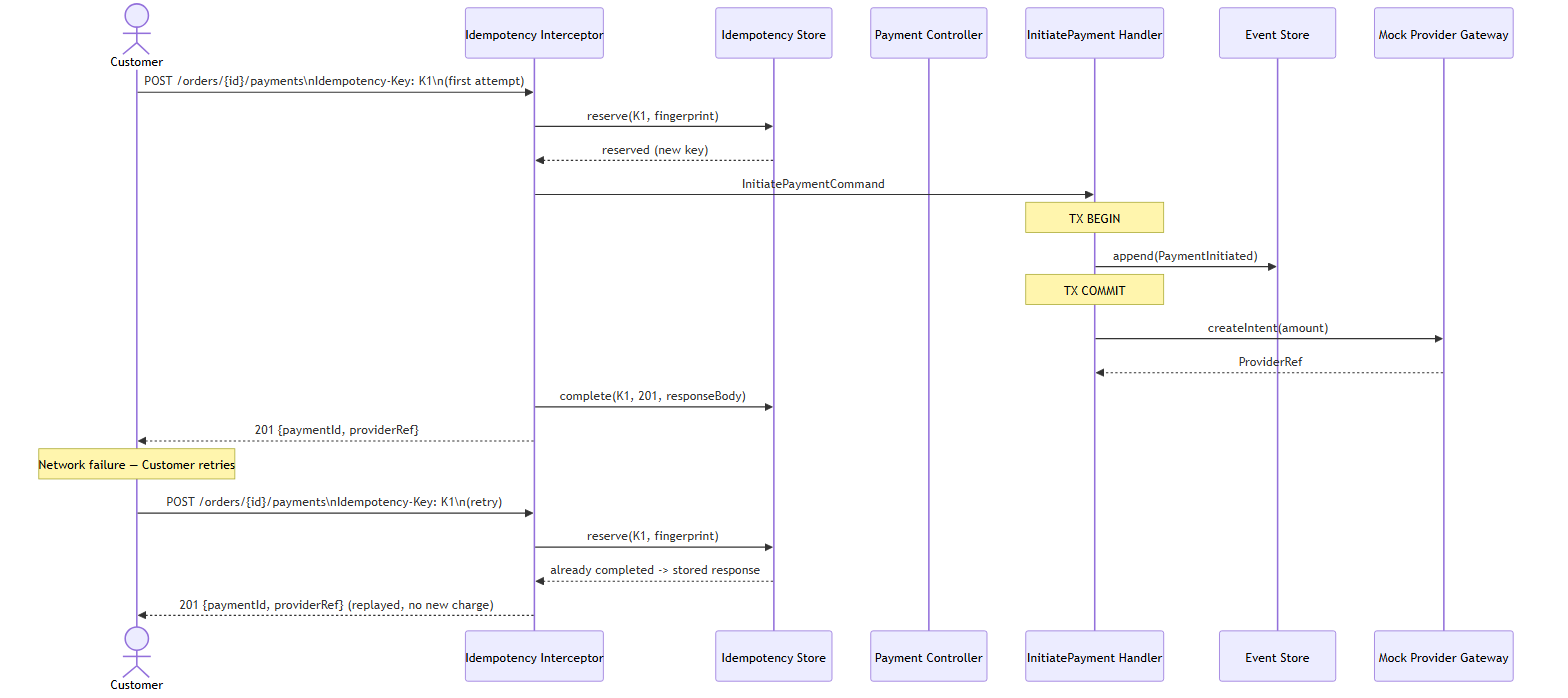 Customer
Idempotency Interceptor
Idempotency Store
Payment Controller
InitiatePayment Handler
Event Store
Mock Provider Gateway
POST /orders/{id}/payments\nIdempotency-Key: K1\n(first attempt)
reserve(K1, fingerprint)
reserved (new key)
InitiatePaymentCommand
TX BEGIN
append(PaymentInitiated)
TX COMMIT
createIntent(amount)
ProviderRef
complete(K1, 201, responseBody)
201 {paymentId, providerRef}
Network failure — Customer retries
POST /orders/{id}/payments\nIdempotency-Key: K1\n(retry)
reserve(K1, fingerprint)
already completed -> stored response
201 {paymentId, providerRef} (replayed, no new charge)
Customer
Idempotency Interceptor
Idempotency Store
Payment Controller
InitiatePayment Handler
Event Store
Mock Provider Gateway